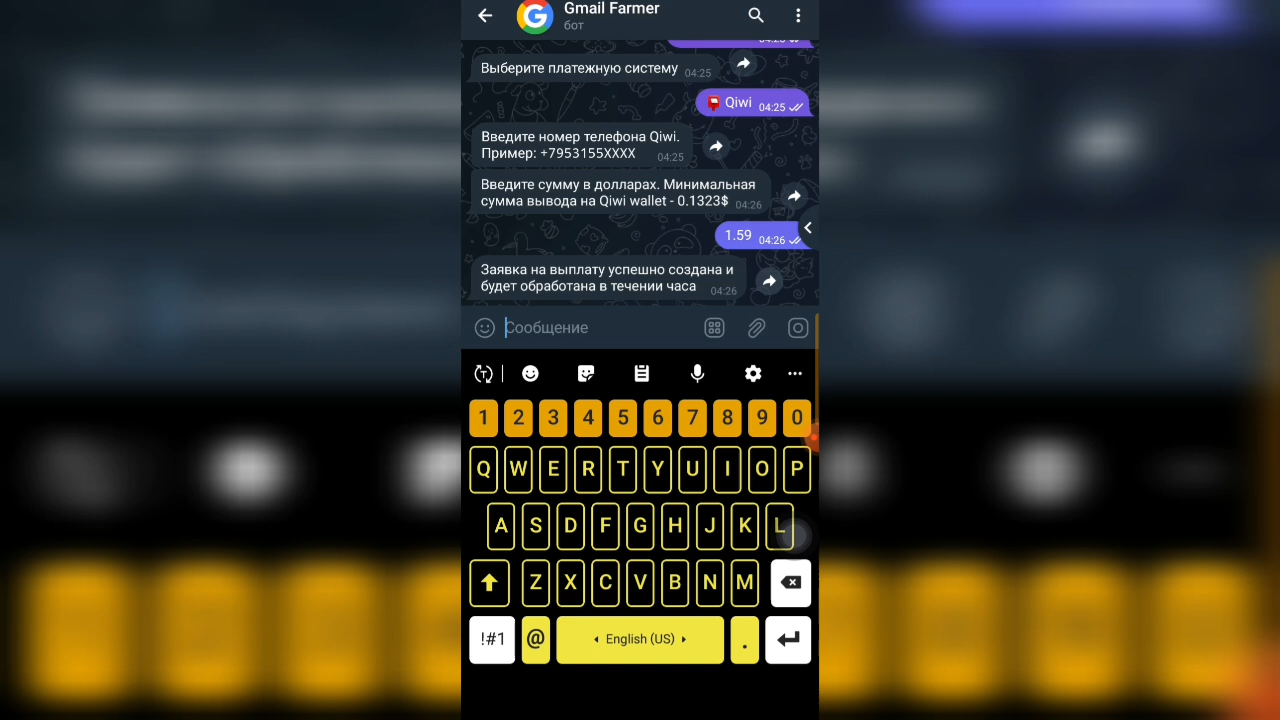 Gmail Farmer
бот
Выберите платежную систему 04:25
Qiwi 04:25
Введите номер телефона Qiwi.
Пример: +7953155XXXX 04:25
Введите сумму в долларах. Минимальная
сумма вывода на Qiwi wallet - 0.1323$ 04:26
1.59 04:26
Заявка на выплату успешно создана и
будет обработана в течении часа 04:26
Сообщение
1 2 3 4 5 6 7 8 9 0
Q W E R T Y U I O P
A S D F G H J K L
Z X C V B N M
!#1 @ English (US) .